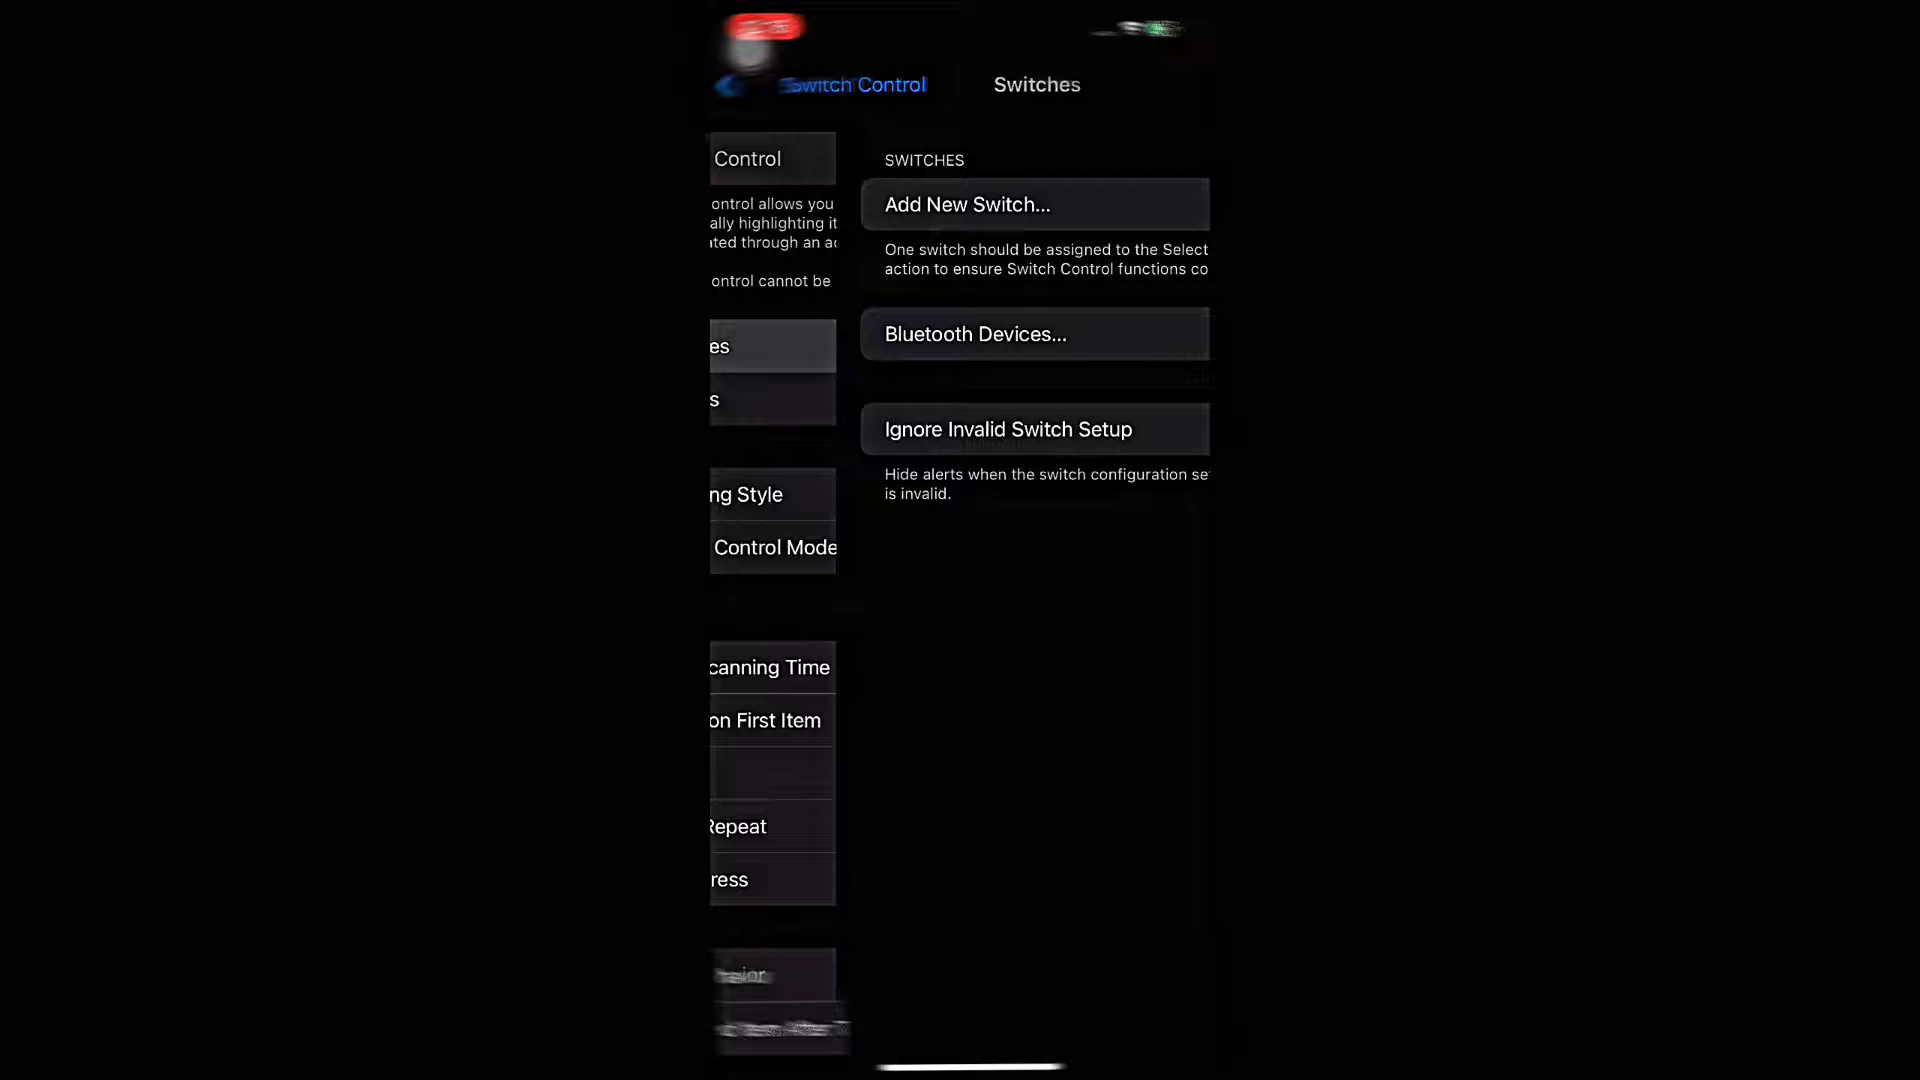 Switch Control
Switches
Control
ontrol allows you
ally highlighting it
ated through an ac
ontrol cannot be
es
s
ng Style
Control Mode
canning Time
on First Item
Repeat
ress
SWITCHES
Add New Switch...
One switch should be assigned to the Select
action to ensure Switch Control functions co
Bluetooth Devices...
Ignore Invalid Switch Setup
Hide alerts when the switch configuration se
is invalid.